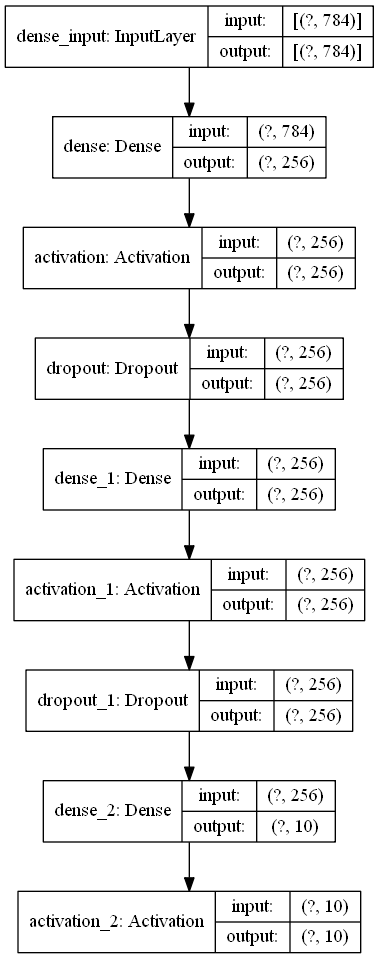 dense_input: InputLayer
input: [(?, 784)]
output: [(?, 784)]
dense: Dense
input: (?, 784)
output: (?, 256)
activation: Activation
input: (?, 256)
output: (?, 256)
dropout: Dropout
input: (?, 256)
output: (?, 256)
dense_1: Dense
input: (?, 256)
output: (?, 256)
activation_1: Activation
input: (?, 256)
output: (?, 256)
dropout_1: Dropout
input: (?, 256)
output: (?, 256)
dense_2: Dense
input: (?, 256)
output: (?, 10)
activation_2: Activation
input: (?, 10)
output: (?, 10)